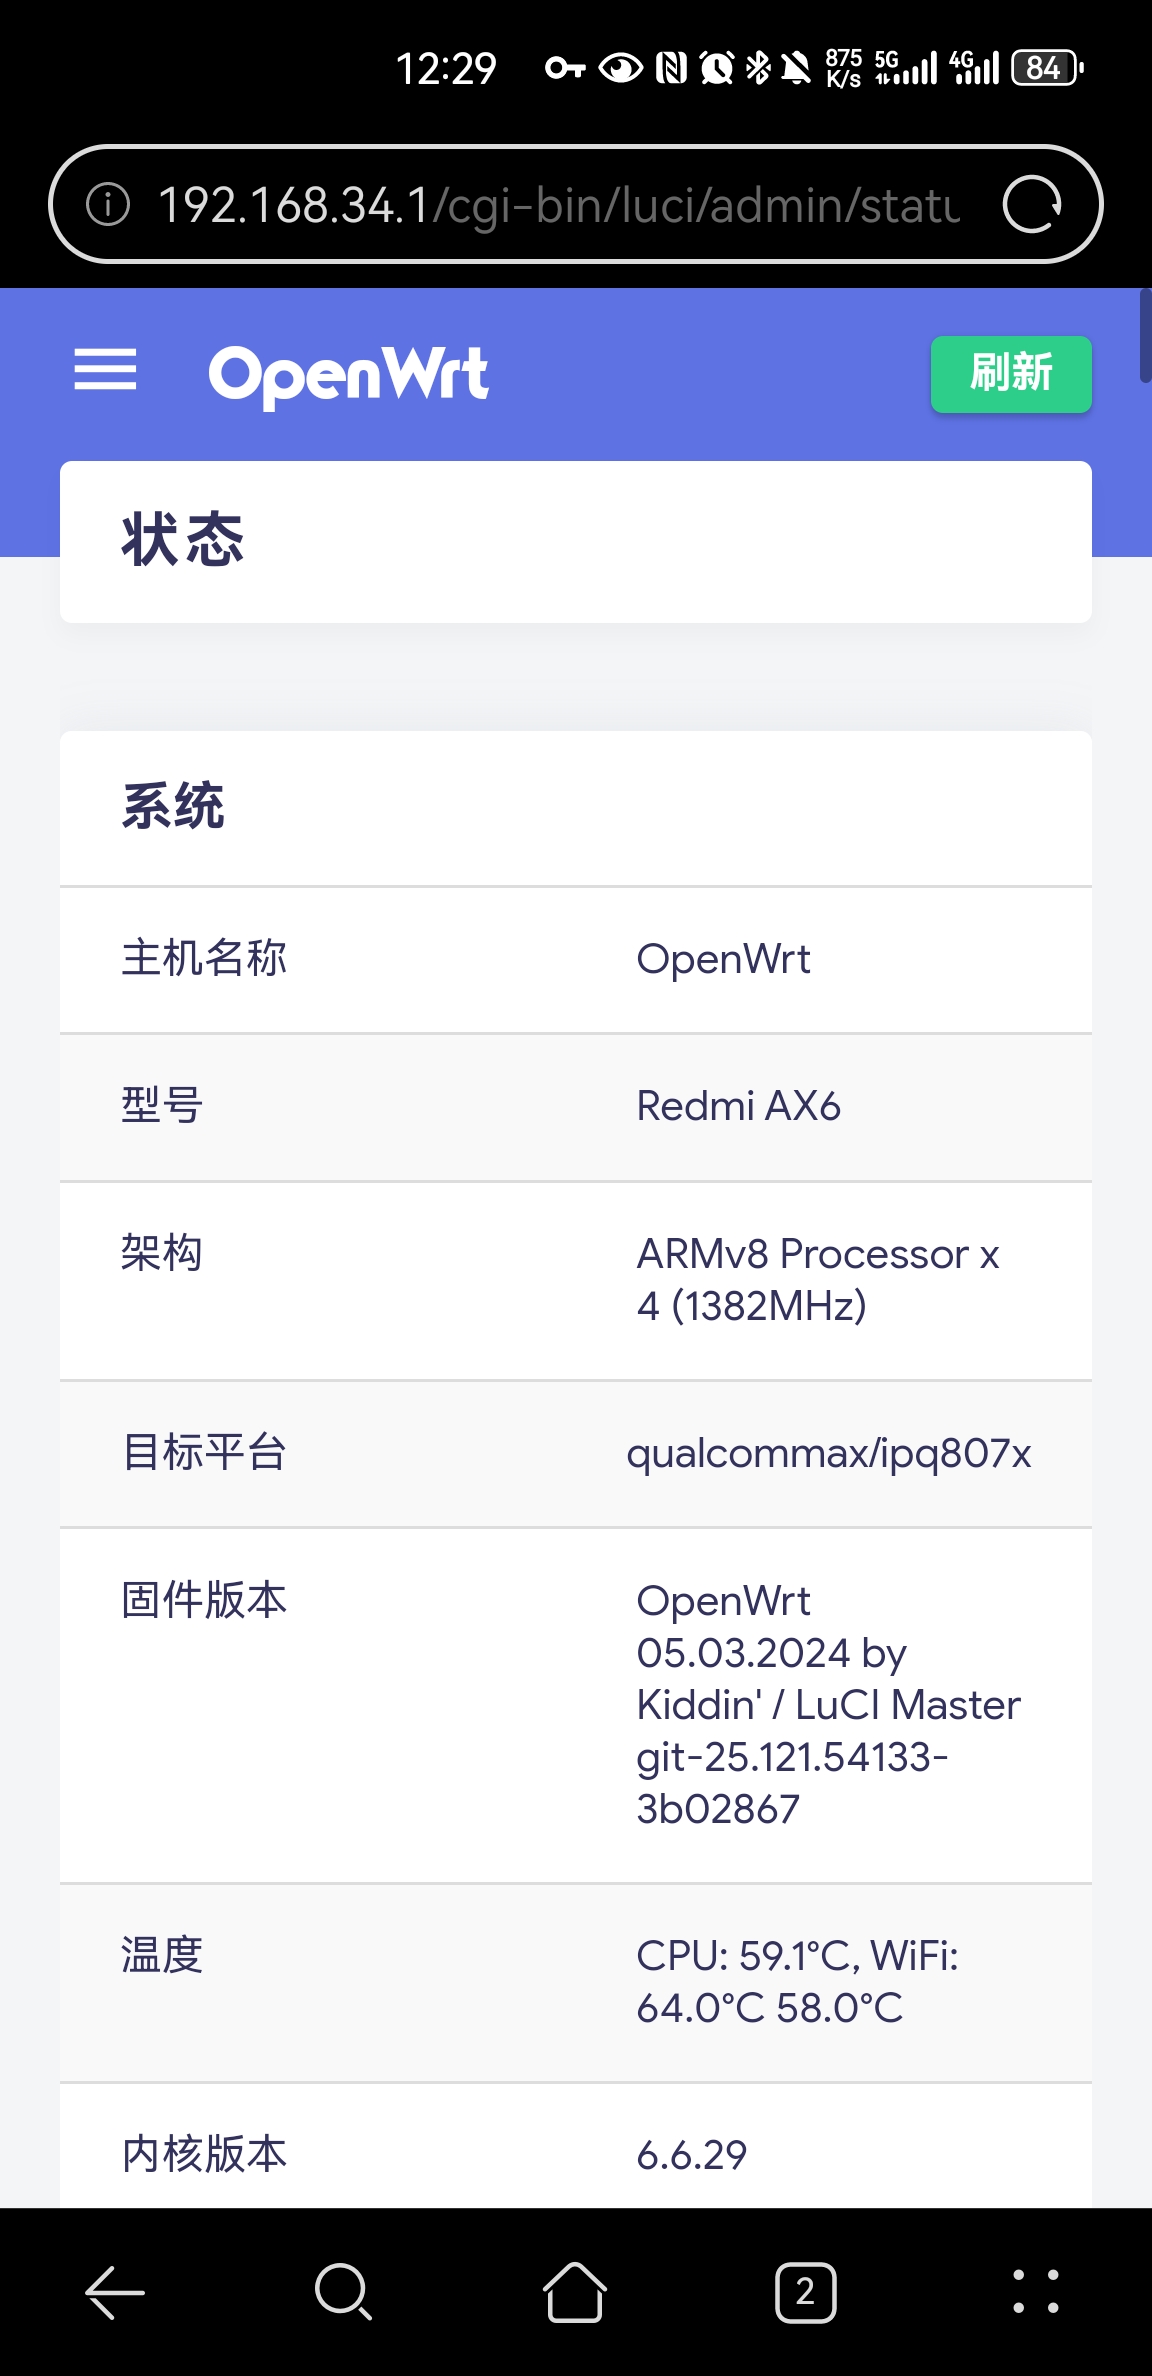 12:29 875 K/s 5G 4G 84
192.168.34.1/cgi-bin/luci/admin/statu
OpenWrt 刷新
状态
系统
主机名称 OpenWrt
型号 Redmi AX6
架构 ARMv8 Processor x
4 (1382MHz)
目标平台 qualcommax/ipq807x
固件版本 OpenWrt
05.03.2024 by
Kiddin' / LuCI Master
git-25.121.54133-
3b02867
温度 CPU: 59.1°C, WiFi:
64.0°C 58.0°C
内核版本 6.6.29
2